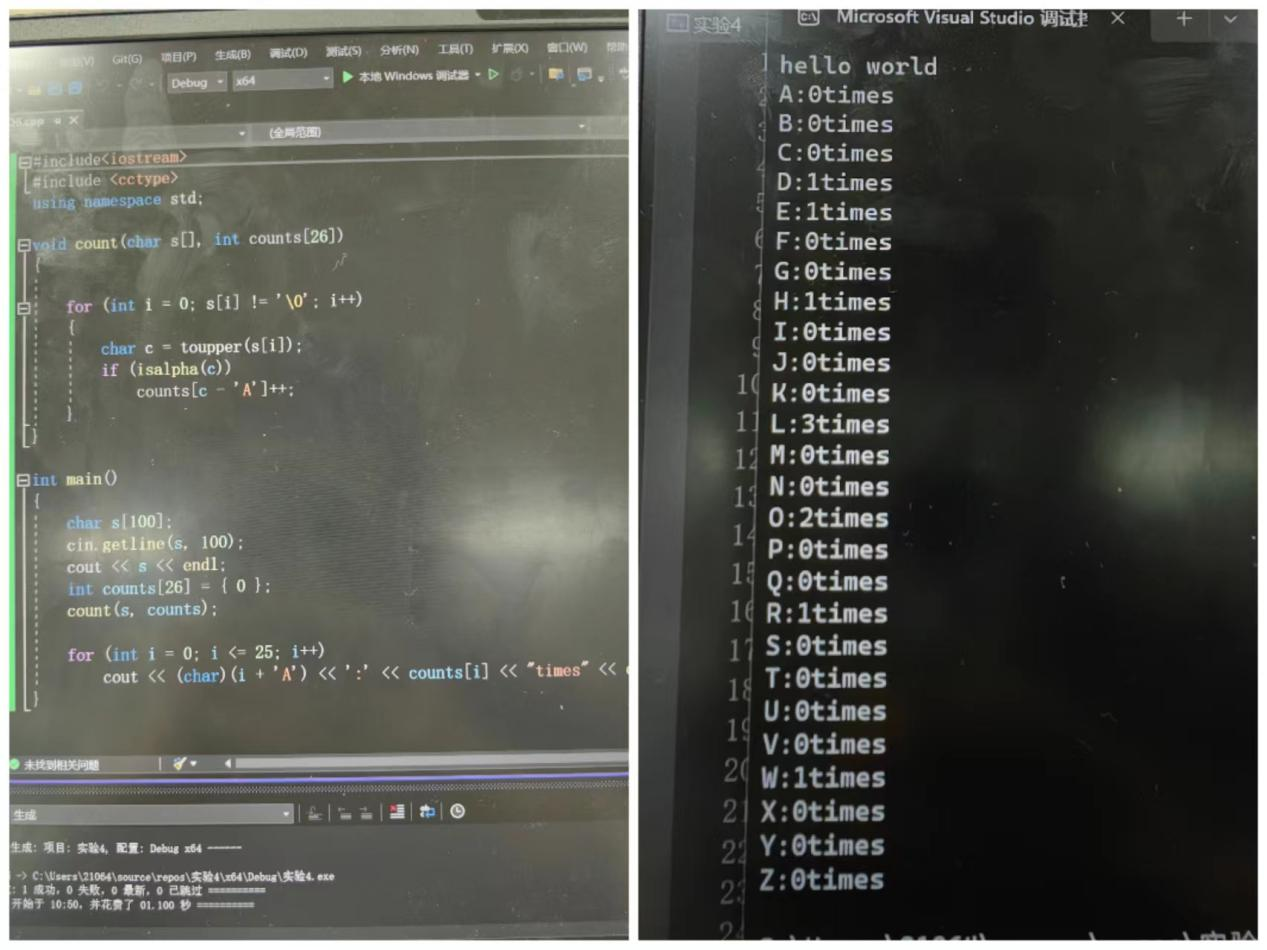 Git(G) 项目(P) 生成(B) 调试(D) 测试(S) 分析(N) 工具(T) 扩展(X) 窗口(W) 帮助
Debug x64 本地 Windows 调试器
(全局范围)
#include<iostream>
#include <cctype>
using namespace std;
void count(char s[], int counts[26])
{
for (int i = 0; s[i] != '\0'; i++)
{
char c = toupper(s[i]);
if (isalpha(c))
counts[c - 'A']++;
}
}
int main()
{
char s[100];
cin.getline(s, 100);
cout << s << endl;
int counts[26] = { 0 };
count(s, counts);
for (int i = 0; i <= 25; i++)
cout << (char)(i + 'A') << ':' << counts[i] << "times" <<
}
未找到相关问题
生成
生成: 项目: 实验4, 配置: Debug x64 ------
-> C:\Users\21064\source\repos\实验4\x64\Debug\实验4.exe
: 1 成功, 0 失败, 0 最新, 0 已跳过 ==========
开始于 10:50, 并花费了 01.100 秒 ==========
实验4 Microsoft Visual Studio 调试
hello world
A:0times
B:0times
C:0times
D:1times
E:1times
F:0times
G:0times
H:1times
I:0times
J:0times
K:0times
L:3times
M:0times
N:0times
O:2times
P:0times
Q:0times
R:1times
S:0times
T:0times
U:0times
V:0times
W:1times
X:0times
Y:0times
Z:0times